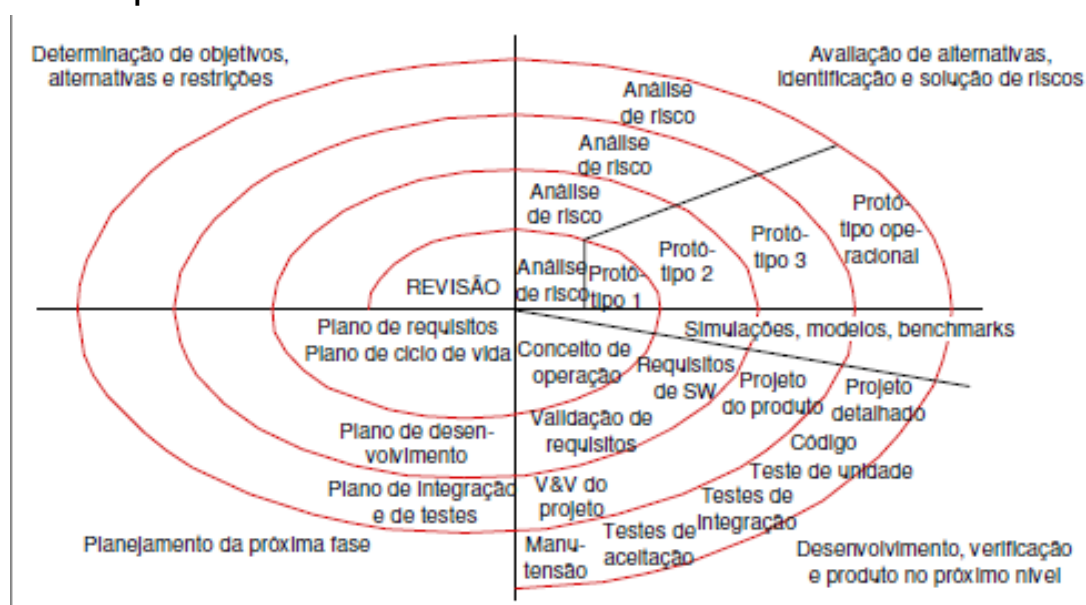 Determinação de objetivos,
alternativas e restrições
Avaliação de alternativas,
identificação e solução de riscos
Análise
de risco
Análise
de risco
Análise
de risco
Análise
de risco
Protó-
tipo 1
Protó-
tipo 2
Protó-
tipo 3
Protó-
tipo ope-
racional
REVISÃO
Simulações, modelos, benchmarks
Plano de requisitos
Plano de ciclo de vida
Conceito de
operação
Requisitos
de SW
Projeto
do produto
Projeto
detalhado
Plano de desen-
volvimento
Validação de
requisitos
Código
Teste de unidade
Plano de integração
e de testes
V&V do
projeto
Testes de
integração
Planejamento da próxima fase
Manu-
tensão
Testes de
aceitação
Desenvolvimento, verificação
e produto no próximo nível